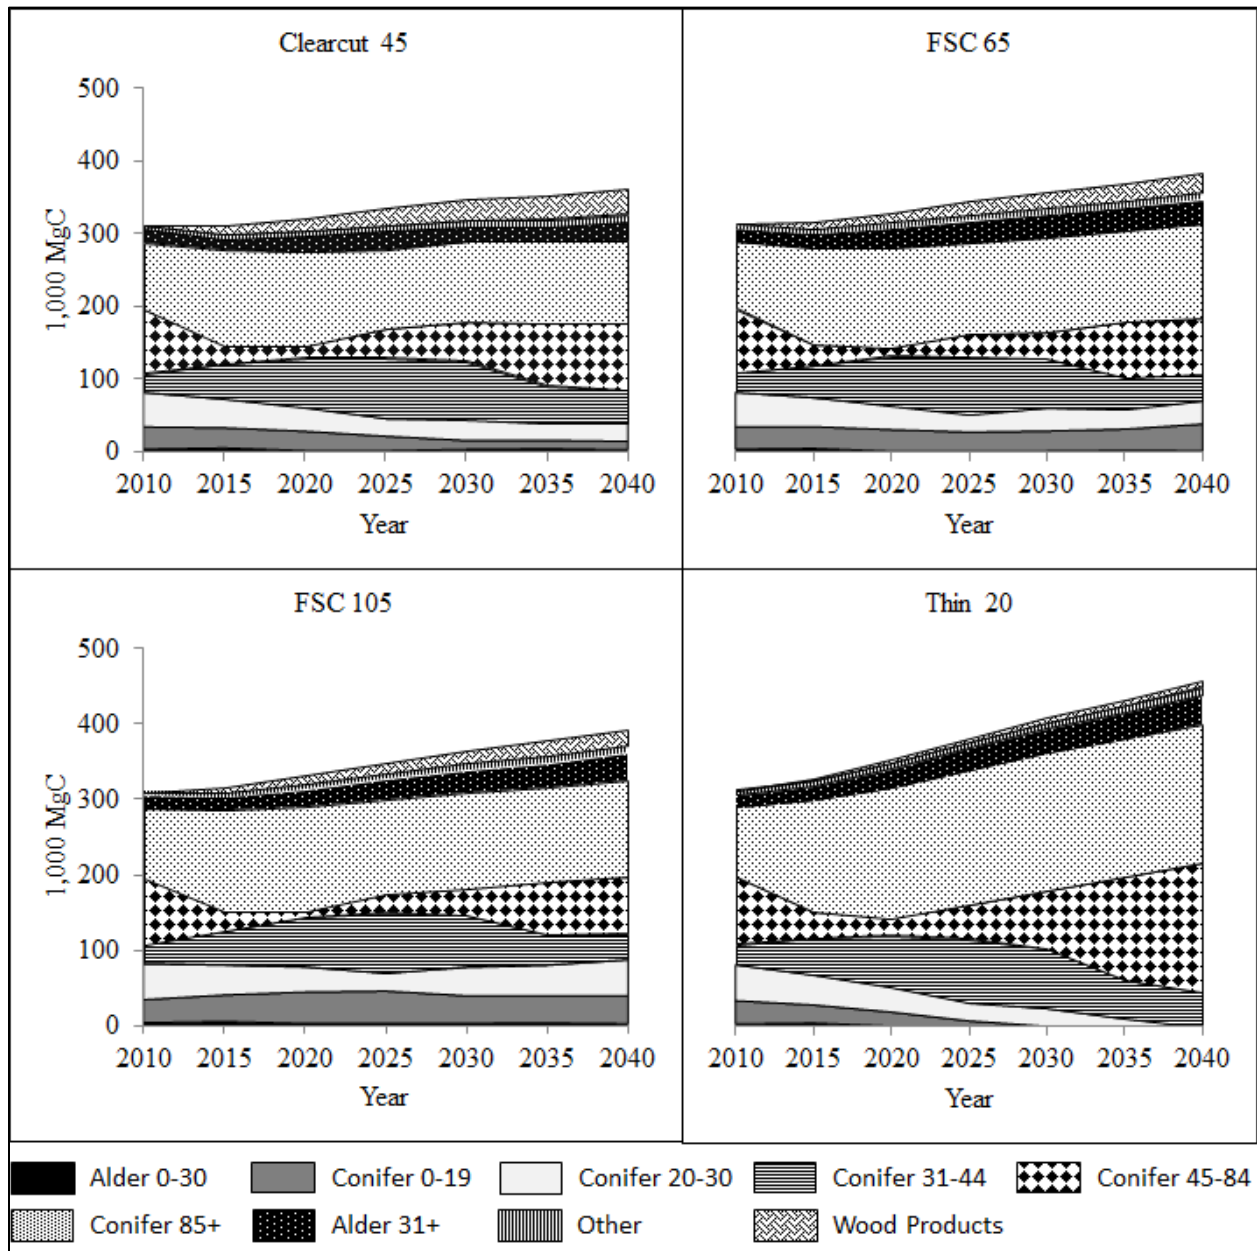 Clearcut 45
500
400
300
200
100
0
1,000 MgC
2010 2015 2020 2025 2030 2035 2040
Year
FSC 65
2010 2015 2020 2025 2030 2035 2040
Year
FSC 105
500
400
300
200
100
0
1,000 MgC
2010 2015 2020 2025 2030 2035 2040
Year
Thin 20
2010 2015 2020 2025 2030 2035 2040
Year
Alder 0-30 Conifer 0-19 Conifer 20-30 Conifer 31-44 Conifer 45-84
Conifer 85+ Alder 31+ Other Wood Products